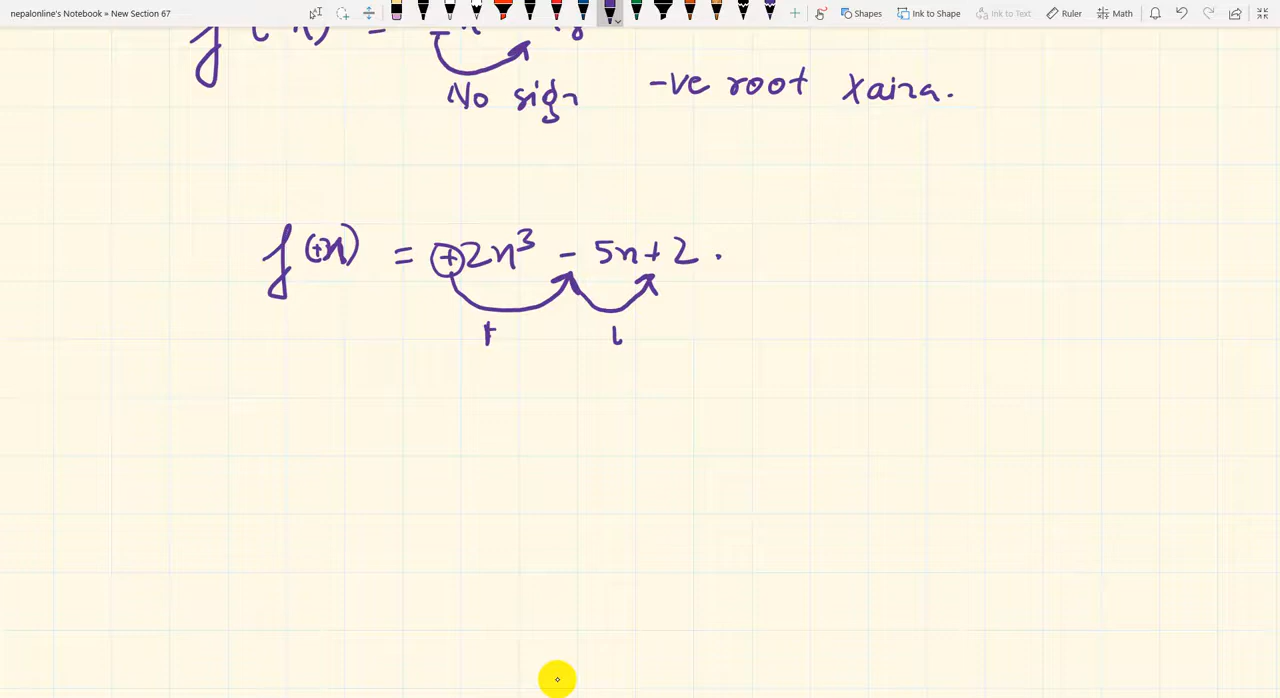 nepalonline's Notebook » New Section 67
Shapes Ink to Shape Ink to Text Ruler Math
No sign -ve root Xaina.
f(+x) = +2x³ - 5x + 2.
1 1